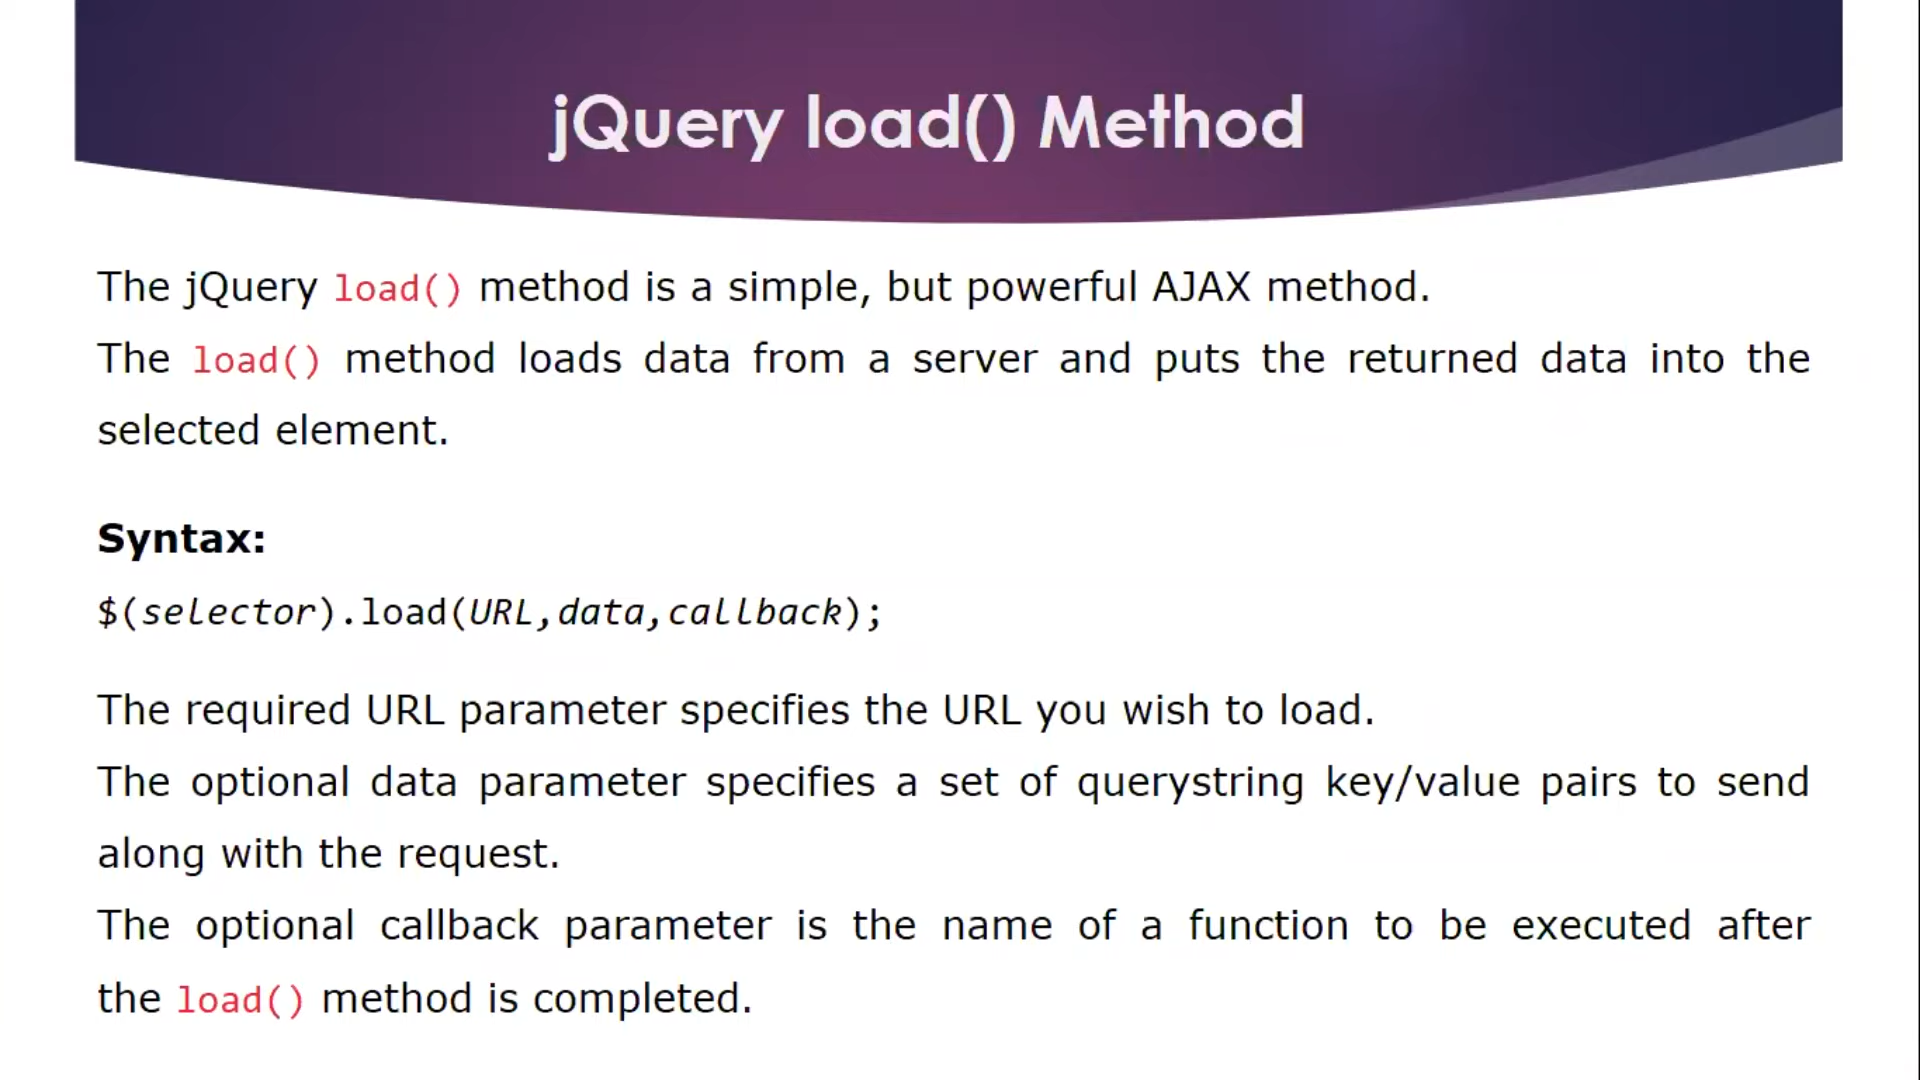 jQuery load() Method
The jQuery load() method is a simple, but powerful AJAX method.
The load() method loads data from a server and puts the returned data into the
selected element.
Syntax:
$(selector).load(URL,data,callback);
The required URL parameter specifies the URL you wish to load.
The optional data parameter specifies a set of querystring key/value pairs to send
along with the request.
The optional callback parameter is the name of a function to be executed after
the load() method is completed.